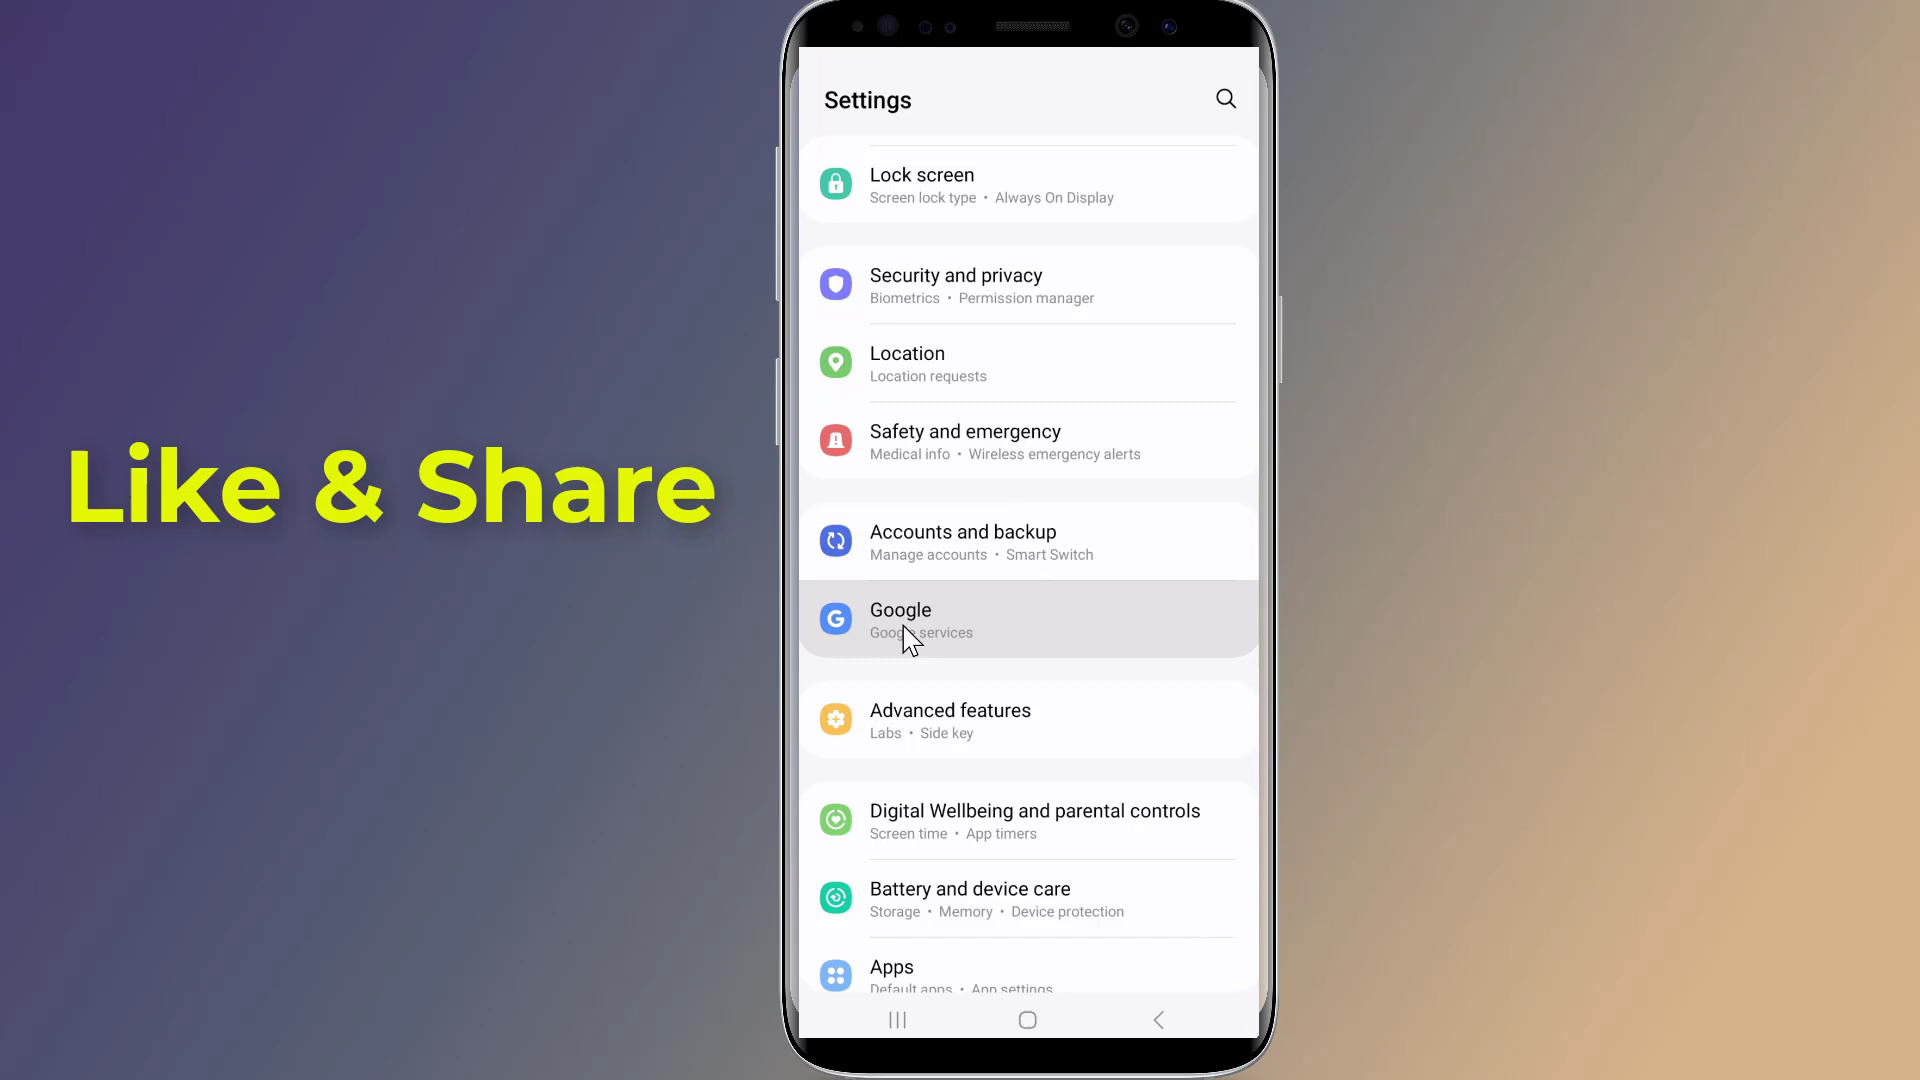 Settings
Lock screen
Screen lock type • Always On Display
Security and privacy
Biometrics • Permission manager
Location
Location requests
Like & Share
Safety and emergency
Medical info • Wireless emergency alerts
Accounts and backup
Manage accounts • Smart Switch
G Google
Google services
Advanced features
Labs • Side key
Digital Wellbeing and parental controls
Screen time • App timers
Battery and device care
Storage • Memory • Device protection
Apps
Default apps • App settings